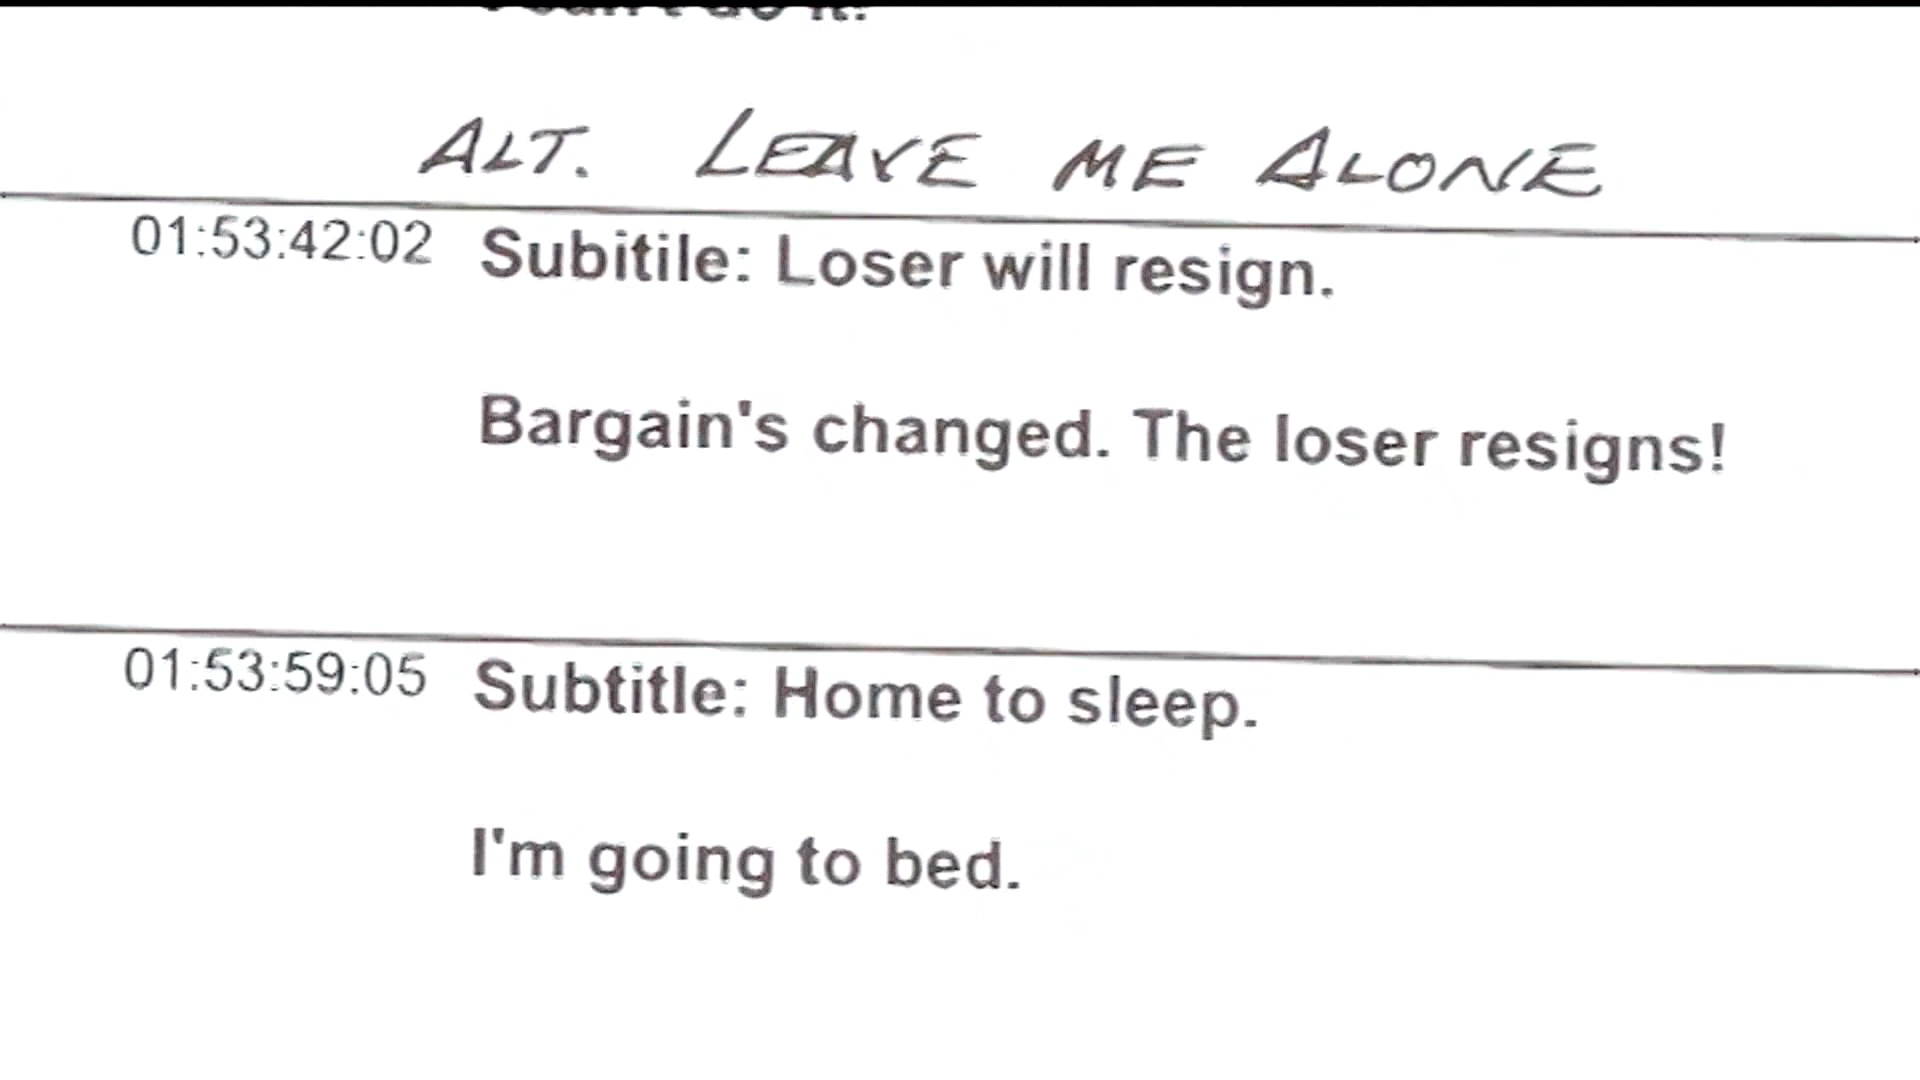 ALT. LEAVE ME ALONE
01:53:42:02 Subitile: Loser will resign.
Bargain's changed. The loser resigns!
01:53:59:05 Subtitle: Home to sleep.
I'm going to bed.